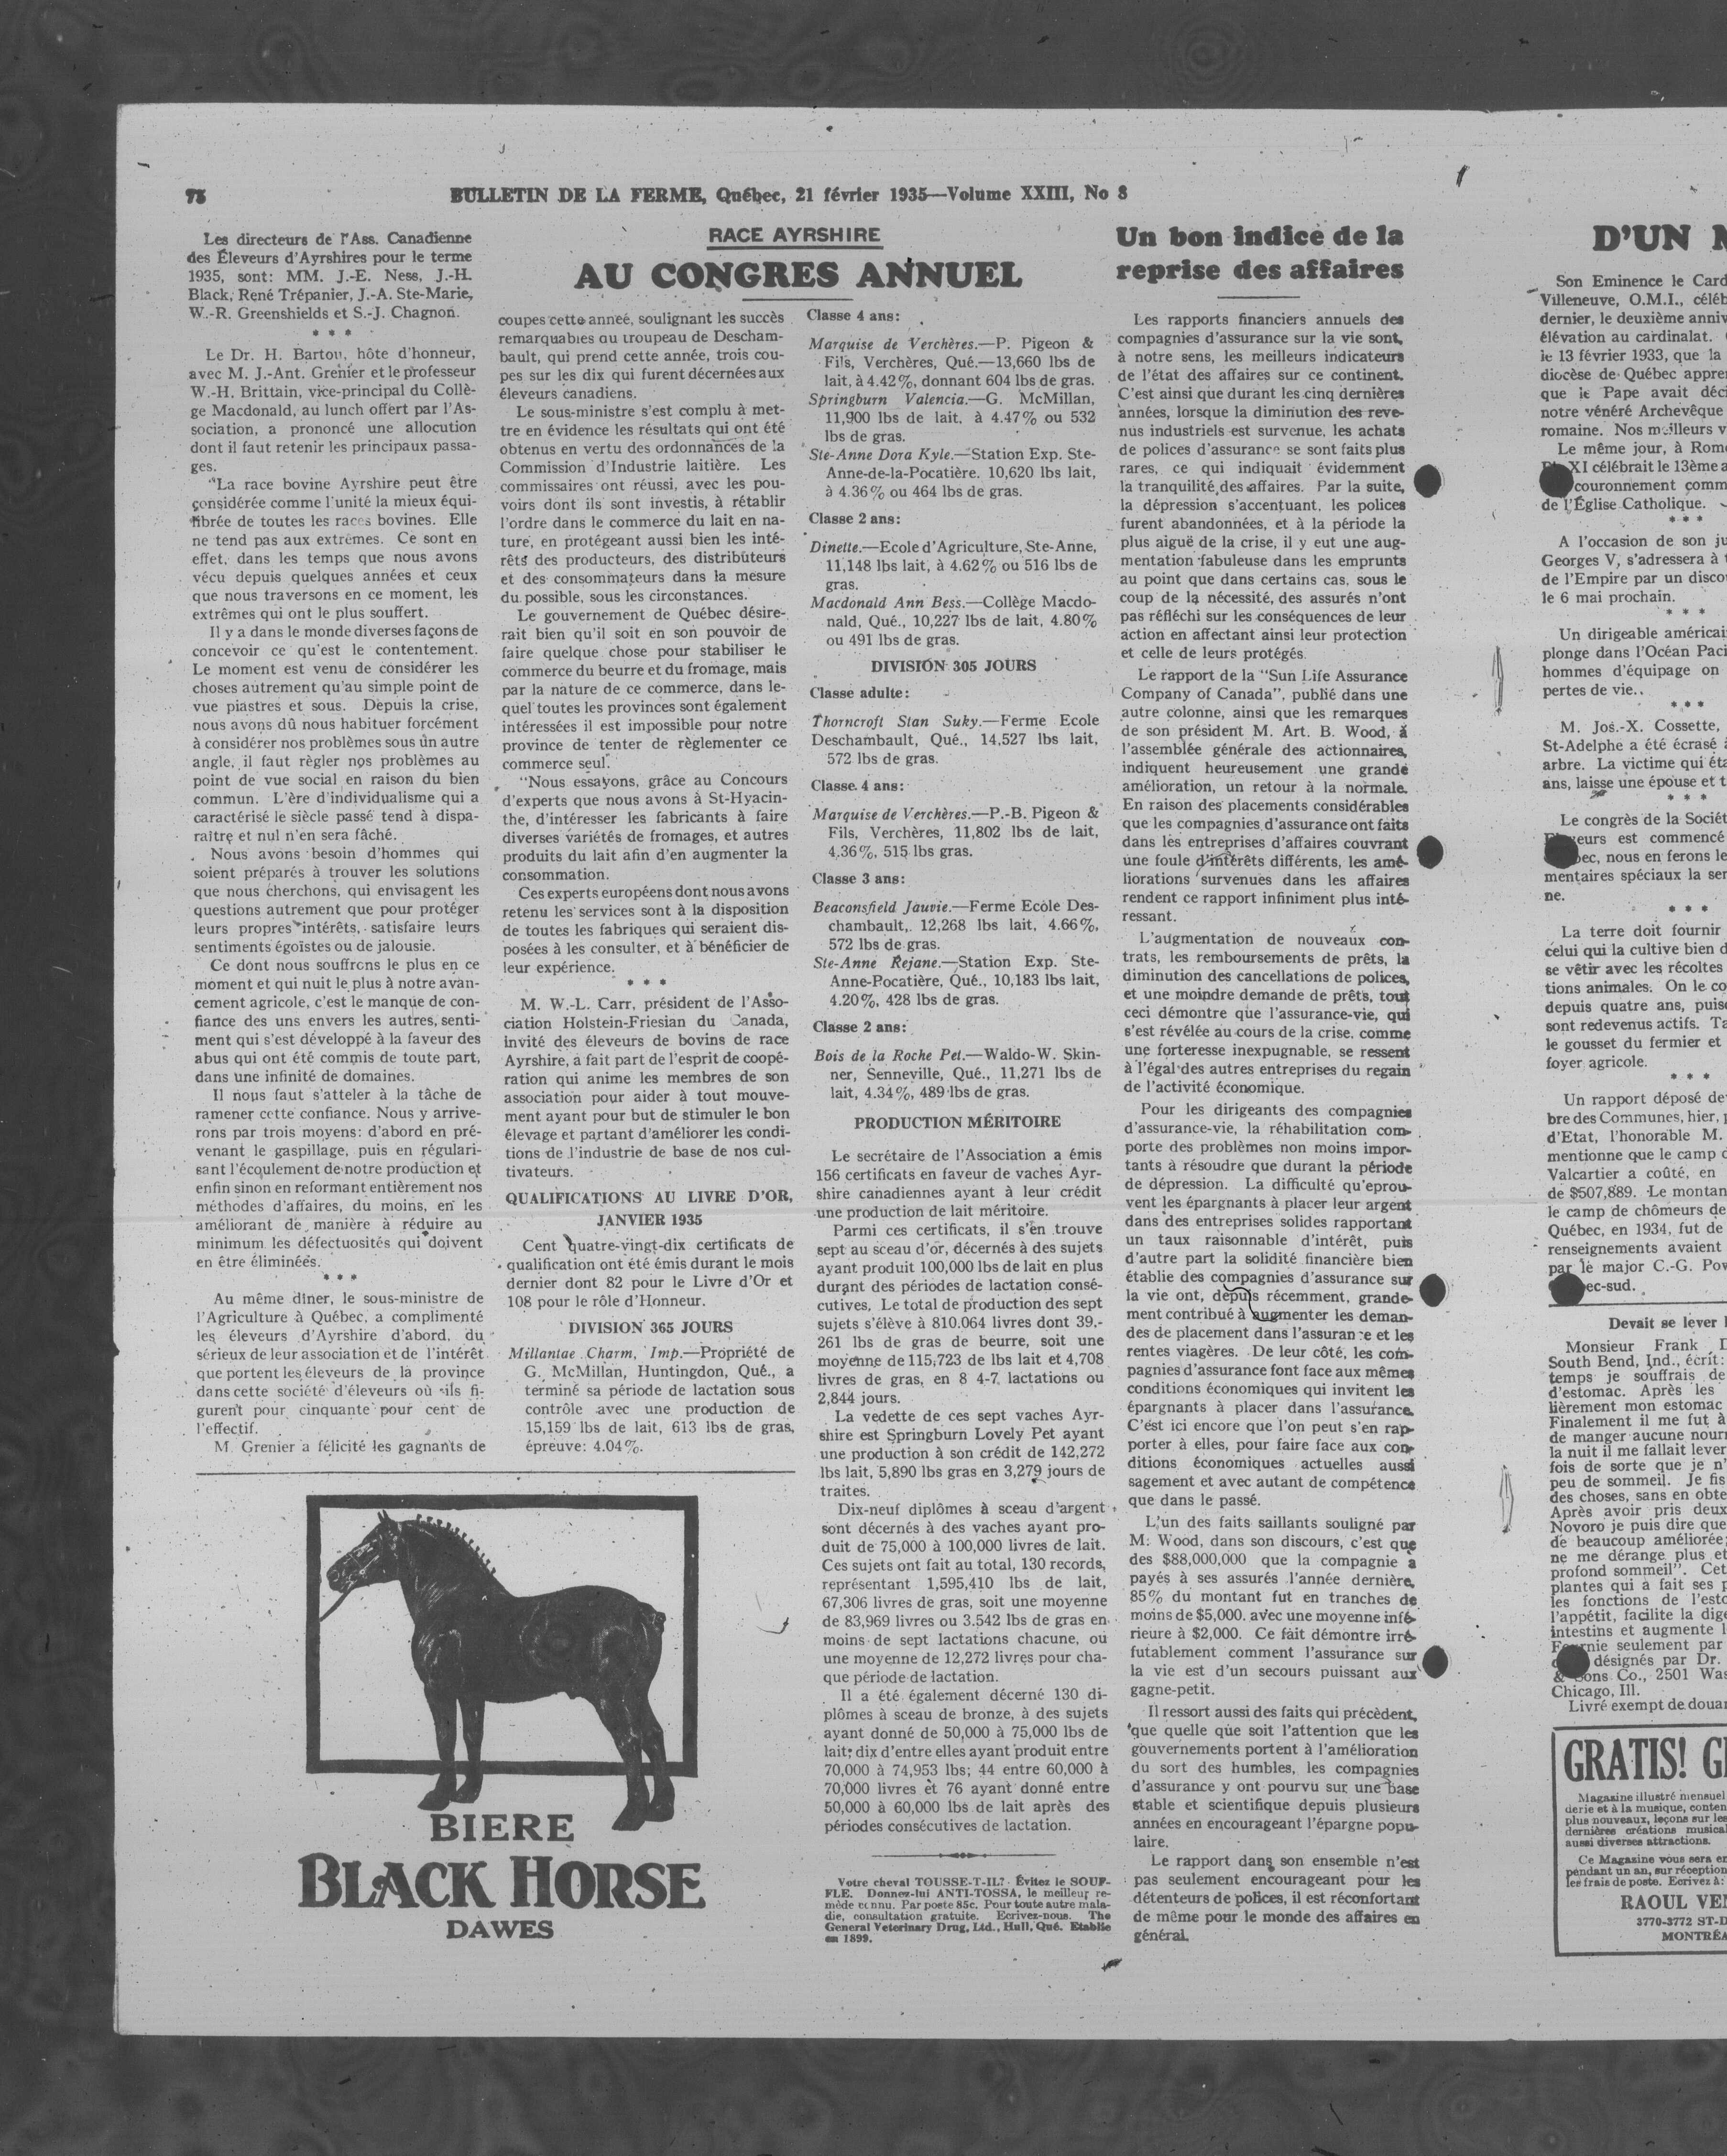 75
BULLETIN DE LA FERME, Québec, 21 février 1935—Volume XXIII, No 8
Les directeurs de l'Ass. Canadienne
des Éleveurs d'Ayrshires pour le terme
1935, sont: MM. J.-E. Ness, J.-H.
Black, René Trépanier, J.-A. Ste-Marie,
W.-R. Greenshields et S.-J. Chagnon.
* * *
Le Dr. H. Barton, hôte d'honneur,
avec M. J.-Ant. Grenier et le professeur
W.-H. Brittain, vice-principal du Collè-
ge Macdonald, au lunch offert par l'As-
sociation, a prononcé une allocution
dont il faut retenir les principaux passa-
ges.
"La race bovine Ayrshire peut être
considérée comme l'unité la mieux équi-
librée de toutes les races bovines. Elle
ne tend pas aux extrêmes. Ce sont en
effet, dans les temps que nous avons
vécu depuis quelques années et ceux
que nous traversons en ce moment, les
extrêmes qui ont le plus souffert.
Il y a dans le monde diverses façons de
concevoir ce qu'est le contentement.
Le moment est venu de considérer les
choses autrement qu'au simple point de
vue piastres et sous. Depuis la crise,
nous avons dû nous habituer forcément
à considérer nos problèmes sous un autre
angle, il faut règler nos problèmes au
point de vue social en raison du bien
commun. L'ère d'individualisme qui a
caractérisé le siècle passé tend à dispa-
raître et nul n'en sera fâché.
Nous avons besoin d'hommes qui
soient préparés à trouver les solutions
que nous cherchons, qui envisagent les
questions autrement que pour protéger
leurs propres intérêts, satisfaire leurs
sentiments égoïstes ou de jalousie.
Ce dont nous souffrons le plus en ce
moment et qui nuit le plus à notre avan-
cement agricole, c'est le manque de con-
fiance des uns envers les autres, senti-
ment qui s'est développé à la faveur des
abus qui ont été commis de toute part,
dans une infinité de domaines.
Il nous faut s'atteler à la tâche de
ramener cette confiance. Nous y arrive-
rons par trois moyens: d'abord en pré-
venant le gaspillage, puis en régulari-
sant l'écoulement de notre production et
enfin sinon en reformant entièrement nos
méthodes d'affaires, du moins, en les
améliorant de manière à réduire au
minimum les défectuosités qui doivent
en être éliminées.
* * *
Au même dîner, le sous-ministre de
l'Agriculture à Québec, a complimenté
les éleveurs d'Ayrshire d'abord, du
sérieux de leur association et de l'intérêt
que portent les éleveurs de la province
dans cette société d'éleveurs où ils fi-
gurent pour cinquante pour cent de
l'effectif.
M. Grenier a félicité les gagnants de
RACE AYRSHIRE
AU CONGRES ANNUEL
coupes cette année, soulignant les succès
remarquables au troupeau de Descham-
bault, qui prend cette année, trois cou-
pes sur les dix qui furent décernées aux
éleveurs canadiens.
Le sous-ministre s'est complu à met-
tre en évidence les résultats qui ont été
obtenus en vertu des ordonnances de la
Commission d'Industrie laitière. Les
commissaires ont réussi, avec les pou-
voirs dont ils sont investis, à rétablir
l'ordre dans le commerce du lait en na-
ture, en protégeant aussi bien les inté-
rêts des producteurs, des distributeurs
et des consommateurs dans la mesure
du possible, sous les circonstances.
Le gouvernement de Québec désire-
rait bien qu'il soit en son pouvoir de
faire quelque chose pour stabiliser le
commerce du beurre et du fromage, mais
par la nature de ce commerce, dans le-
quel toutes les provinces sont également
intéressées il est impossible pour notre
province de tenter de règlementer ce
commerce seul.
"Nous essayons, grâce au Concours
d'experts que nous avons à St-Hyacin-
the, d'intéresser les fabricants à faire
diverses variétés de fromages, et autres
produits du lait afin d'en augmenter la
consommation.
Ces experts européens dont nous avons
retenu les services sont à la disposition
de toutes les fabriques qui seraient dis-
posées à les consulter, et à bénéficier de
leur expérience.
* * *
M. W.-L. Carr, président de l'Asso-
ciation Holstein-Friesian du Canada,
invité des éleveurs de bovins de race
Ayrshire, a fait part de l'esprit de coopé-
ration qui anime les membres de son
association pour aider à tout mouve-
ment ayant pour but de stimuler le bon
élevage et partant d'améliorer les condi-
tions de l'industrie de base de nos cul-
tivateurs.
QUALIFICATIONS AU LIVRE D'OR,
JANVIER 1935
Cent quatre-vingt-dix certificats de
qualification ont été émis durant le mois
dernier dont 82 pour le Livre d'Or et
108 pour le rôle d'Honneur.
DIVISION 365 JOURS
Millantae Charm, Imp.—Propriété de
G. McMillan, Huntingdon, Qué., a
terminé sa période de lactation sous
contrôle avec une production de
15,159 lbs de lait, 613 lbs de gras,
épreuve: 4.04%.
Classe 4 ans:
Marquise de Verchères.—P. Pigeon &
Fils, Verchères, Qué.—13,660 lbs de
lait, à 4.42%, donnant 604 lbs de gras.
Springburn Valencia.—G. McMillan,
11,900 lbs de lait, à 4.47% ou 532
lbs de gras.
Ste-Anne Dora Kyle.—Station Exp. Ste-
Anne-de-la-Pocatière. 10,620 lbs lait,
à 4.36% ou 464 lbs de gras.
Classe 2 ans:
Dinette.—Ecole d'Agriculture, Ste-Anne,
11,148 lbs lait, à 4.62% ou 516 lbs de
gras.
Macdonald Ann Bess.—Collège Macdo-
nald, Qué., 10,227 lbs de lait, 4.80%
ou 491 lbs de gras.
DIVISION 305 JOURS
Classe adulte:
Thorncroft Stan Suky.—Ferme Ecole
Deschambault, Qué., 14,527 lbs lait,
572 lbs de gras.
Classe 4 ans:
Marquise de Verchères.—P.-B. Pigeon &
Fils, Verchères, 11,802 lbs de lait,
4.36%, 515 lbs gras.
Classe 3 ans:
Beaconsfield Jauvie.—Ferme Ecole Des-
chambault, 12,268 lbs lait, 4.66%,
572 lbs de gras.
Ste-Anne Rejane.—Station Exp. Ste-
Anne-Pocatière, Qué., 10,183 lbs lait,
4.20%, 428 lbs de gras.
Classe 2 ans:
Bois de la Roche Pet.—Waldo-W. Skin-
ner, Senneville, Qué., 11,271 lbs de
lait, 4.34%, 489 lbs de gras.
PRODUCTION MÉRITOIRE
Le secrétaire de l'Association a émis
156 certificats en faveur de vaches Ayr-
shire canadiennes ayant à leur crédit
une production de lait méritoire.
Parmi ces certificats, il s'en trouve
sept au sceau d'or, décernés à des sujets
ayant produit 100,000 lbs de lait en plus
durant des périodes de lactation consé-
cutives. Le total de production des sept
sujets s'élève à 810.064 livres dont 39,-
261 lbs de gras de beurre, soit une
moyenne de 115,723 de lbs lait et 4,708
livres de gras, en 8 4-7 lactations ou
2,844 jours.
La vedette de ces sept vaches Ayr-
shire est Springburn Lovely Pet ayant
une production à son crédit de 142,272
lbs lait, 5,890 lbs gras en 3,279 jours de
traites.
Dix-neuf diplômes à sceau d'argent
sont décernés à des vaches ayant pro-
duit de 75,000 à 100,000 livres de lait.
Ces sujets ont fait au total, 130 records,
représentant 1,595,410 lbs de lait,
67,306 livres de gras, soit une moyenne
de 83,969 livres ou 3.542 lbs de gras en
moins de sept lactations chacune, ou
une moyenne de 12,272 livres pour cha-
que période de lactation.
Il a été également décerné 130 di-
plômes à sceau de bronze, à des sujets
ayant donné de 50,000 à 75,000 lbs de
lait; dix d'entre elles ayant produit entre
70,000 à 74,953 lbs; 44 entre 60,000 à
70,000 livres et 76 ayant donné entre
50,000 à 60,000 lbs de lait après des
périodes consécutives de lactation.
Votre cheval TOUSSE-T-IL? Évitez le SOUF-
FLE. Donnez-lui ANTI-TOSSA, le meilleur re-
mède connu. Par poste 85c. Pour toute autre mala-
die, consultation gratuite. Ecrivez-nous. The
General Veterinary Drug, Ltd., Hull, Qué. Etablie
en 1899.
BIERE
BLACK HORSE
DAWES
Un bon indice de la
reprise des affaires
Les rapports financiers annuels des
compagnies d'assurance sur la vie sont,
à notre sens, les meilleurs indicateurs
de l'état des affaires sur ce continent.
C'est ainsi que durant les cinq dernières
années, lorsque la diminution des reve-
nus industriels est survenue, les achats
de polices d'assurance se sont faits plus
rares, ce qui indiquait évidemment
la tranquilité des affaires. Par la suite,
la dépression s'accentuant, les polices
furent abandonnées, et à la période la
plus aiguë de la crise, il y eut une aug-
mentation fabuleuse dans les emprunts
au point que dans certains cas, sous le
coup de la nécessité, des assurés n'ont
pas réfléchi sur les conséquences de leur
action en affectant ainsi leur protection
et celle de leurs protégés.
Le rapport de la "Sun Life Assurance
Company of Canada", publié dans une
autre colonne, ainsi que les remarques
de son président M. Art. B. Wood, à
l'assemblée générale des actionnaires,
indiquent heureusement une grande
amélioration, un retour à la normale.
En raison des placements considérables
que les compagnies d'assurance ont faits
dans les entreprises d'affaires couvrant
une foule d'intérêts différents, les amé-
liorations survenues dans les affaires
rendent ce rapport infiniment plus inté-
ressant.
L'augmentation de nouveaux con-
trats, les remboursements de prêts, la
diminution des cancellations de polices,
et une moindre demande de prêts, tout
ceci démontre que l'assurance-vie, qui
s'est révélée au cours de la crise, comme
une forteresse inexpugnable, se ressent
à l'égal des autres entreprises du regain
de l'activité économique.
Pour les dirigeants des compagnies
d'assurance-vie, la réhabilitation com-
porte des problèmes non moins impor-
tants à résoudre que durant la période
de dépression. La difficulté qu'eprou-
vent les épargnants à placer leur argent
dans des entreprises solides rapportant
un taux raisonnable d'intérêt, puis
d'autre part la solidité financière bien
établie des compagnies d'assurance sur
la vie ont, depuis récemment, grande-
ment contribué à augmenter les deman-
des de placement dans l'assurance et les
rentes viagères. De leur côté, les com-
pagnies d'assurance font face aux mêmes
conditions économiques qui invitent les
épargnants à placer dans l'assurance.
C'est ici encore que l'on peut s'en rap-
porter à elles, pour faire face aux con-
ditions économiques actuelles aussi
sagement et avec autant de compétence
que dans le passé.
L'un des faits saillants souligné par
M. Wood, dans son discours, c'est que
des $88,000,000 que la compagnie a
payés à ses assurés l'année dernière,
85% du montant fut en tranches de
moins de $5,000. avec une moyenne infé-
rieure à $2,000. Ce fait démontre irré-
futablement comment l'assurance sur
la vie est d'un secours puissant aux
gagne-petit.
Il ressort aussi des faits qui précèdent,
que quelle que soit l'attention que les
gouvernements portent à l'amélioration
du sort des humbles, les compagnies
d'assurance y ont pourvu sur une base
stable et scientifique depuis plusieurs
années en encourageant l'épargne popu-
laire.
Le rapport dans son ensemble n'est
pas seulement encourageant pour les
détenteurs de polices, il est réconfortant
de même pour le monde des affaires en
général.
D'UN
Son Eminence le Card
Villeneuve, O.M.I., céléb
dernier, le deuxième anniv
élévation au cardinalat.
le 13 février 1933, que la
diocèse de Québec appre
que le Pape avait déci
notre vénéré Archevêque
romaine. Nos meilleurs v
Le même jour, à Rome
XI célébrait le 13ème a
couronnement comm
de l'Église Catholique.
* * *
A l'occasion de son ju
Georges V, s'adressera à t
de l'Empire par un disco
le 6 mai prochain.
* * *
Un dirigeable américai
plonge dans l'Océan Paci
hommes d'équipage on
pertes de vie..
* * *
M. Jos.-X. Cossette,
St-Adelphe a été écrasé
arbre. La victime qui éta
ans, laisse une épouse et t
* * *
Le congrès de la Sociét
eurs est commencé
bec, nous en ferons le
mentaires spéciaux la ser
ne.
* * *
La terre doit fournir
celui qui la cultive bien d
se vêtir avec les récoltes
tions animales. On le co
depuis quatre ans, puis
sont redevenus actifs. Ta
le gousset du fermier et
foyer agricole.
* * *
Un rapport déposé de
bre des Communes, hier, p
d'Etat, l'honorable M.
mentionne que le camp d
Valcartier a coûté, en
de $507,889. Le montan
le camp de chômeurs de
Québec, en 1934, fut de
renseignements avaient
par le major C.-G. Pow
ec-sud.
Devait se lever
Monsieur Frank D
South Bend, Ind., écrit:
temps je souffrais de
d'estomac. Après les
lièrement mon estomac
Finalement il me fut à
de manger aucune nourr
la nuit il me fallait lever
fois de sorte que je n'
peu de sommeil. Je fis
des choses, sans en obte
Après avoir pris deux
Novoro je puis dire que
de beaucoup améliorée;
ne me dérange plus et
profond sommeil". Cet
plantes qui a fait ses p
les fonctions de l'esto
l'appétit, facilite la dige
intestins et augmente l
seulement par
désignés par Dr.
& Sons Co., 2501 Was
Chicago, Ill.
Livré exempt de douan
GRATIS!
Magazine illustré mensuel
derie et à la musique, conten
plus nouveaux, leçons sur les
dernières créations musical
aussi diverses attractions.
Ce Magazine vous sera en
pendant un an, sur réception
les frais de poste. Ecrivez à:
RAOUL VEN
3770-3772 ST-D
MONTRÉA